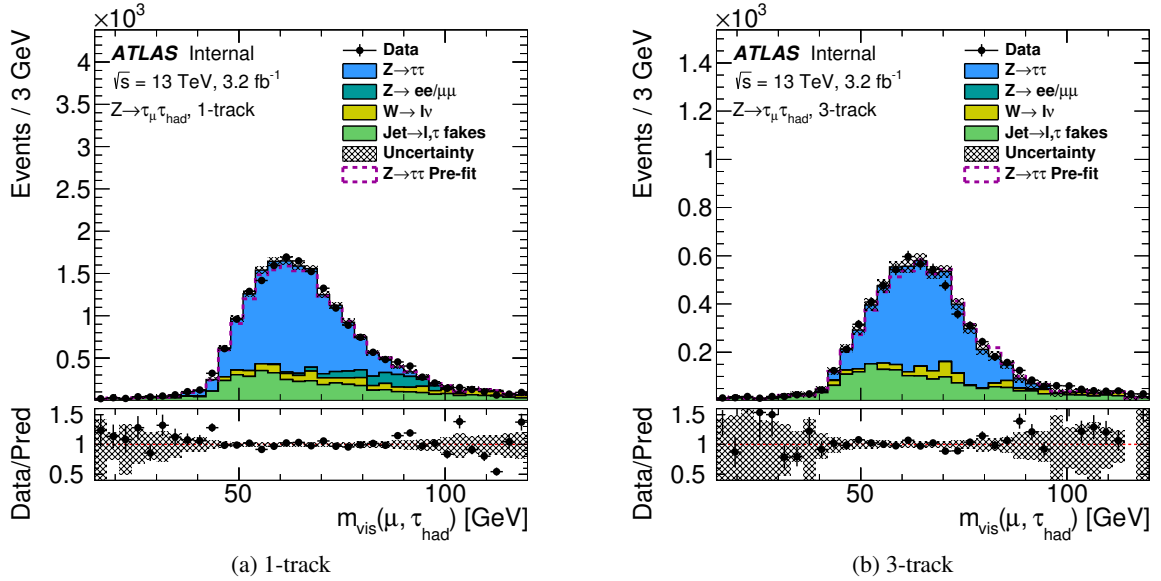 ×10³
ATLAS Internal
√s = 13 TeV, 3.2 fb⁻¹
Z→τμτhad, 1-track
Data
Z→ττ
Z→ ee/μμ
W→ lν
Jet→l,τ fakes
Uncertainty
Z→ττ Pre-fit
Events / 3 GeV
4
3.5
3
2.5
2
1.5
1
0.5
Data/Pred
1.5
1
0.5
50
100
mvis(μ, τhad) [GeV]
(a) 1-track
×10³
ATLAS Internal
√s = 13 TeV, 3.2 fb⁻¹
Z→τμτhad, 3-track
Data
Z→ττ
Z→ ee/μμ
W→ lν
Jet→l,τ fakes
Uncertainty
Z→ττ Pre-fit
Events / 3 GeV
1.4
1.2
1
0.8
0.6
0.4
0.2
Data/Pred
1.5
1
0.5
50
100
mvis(μ, τhad) [GeV]
(b) 3-track